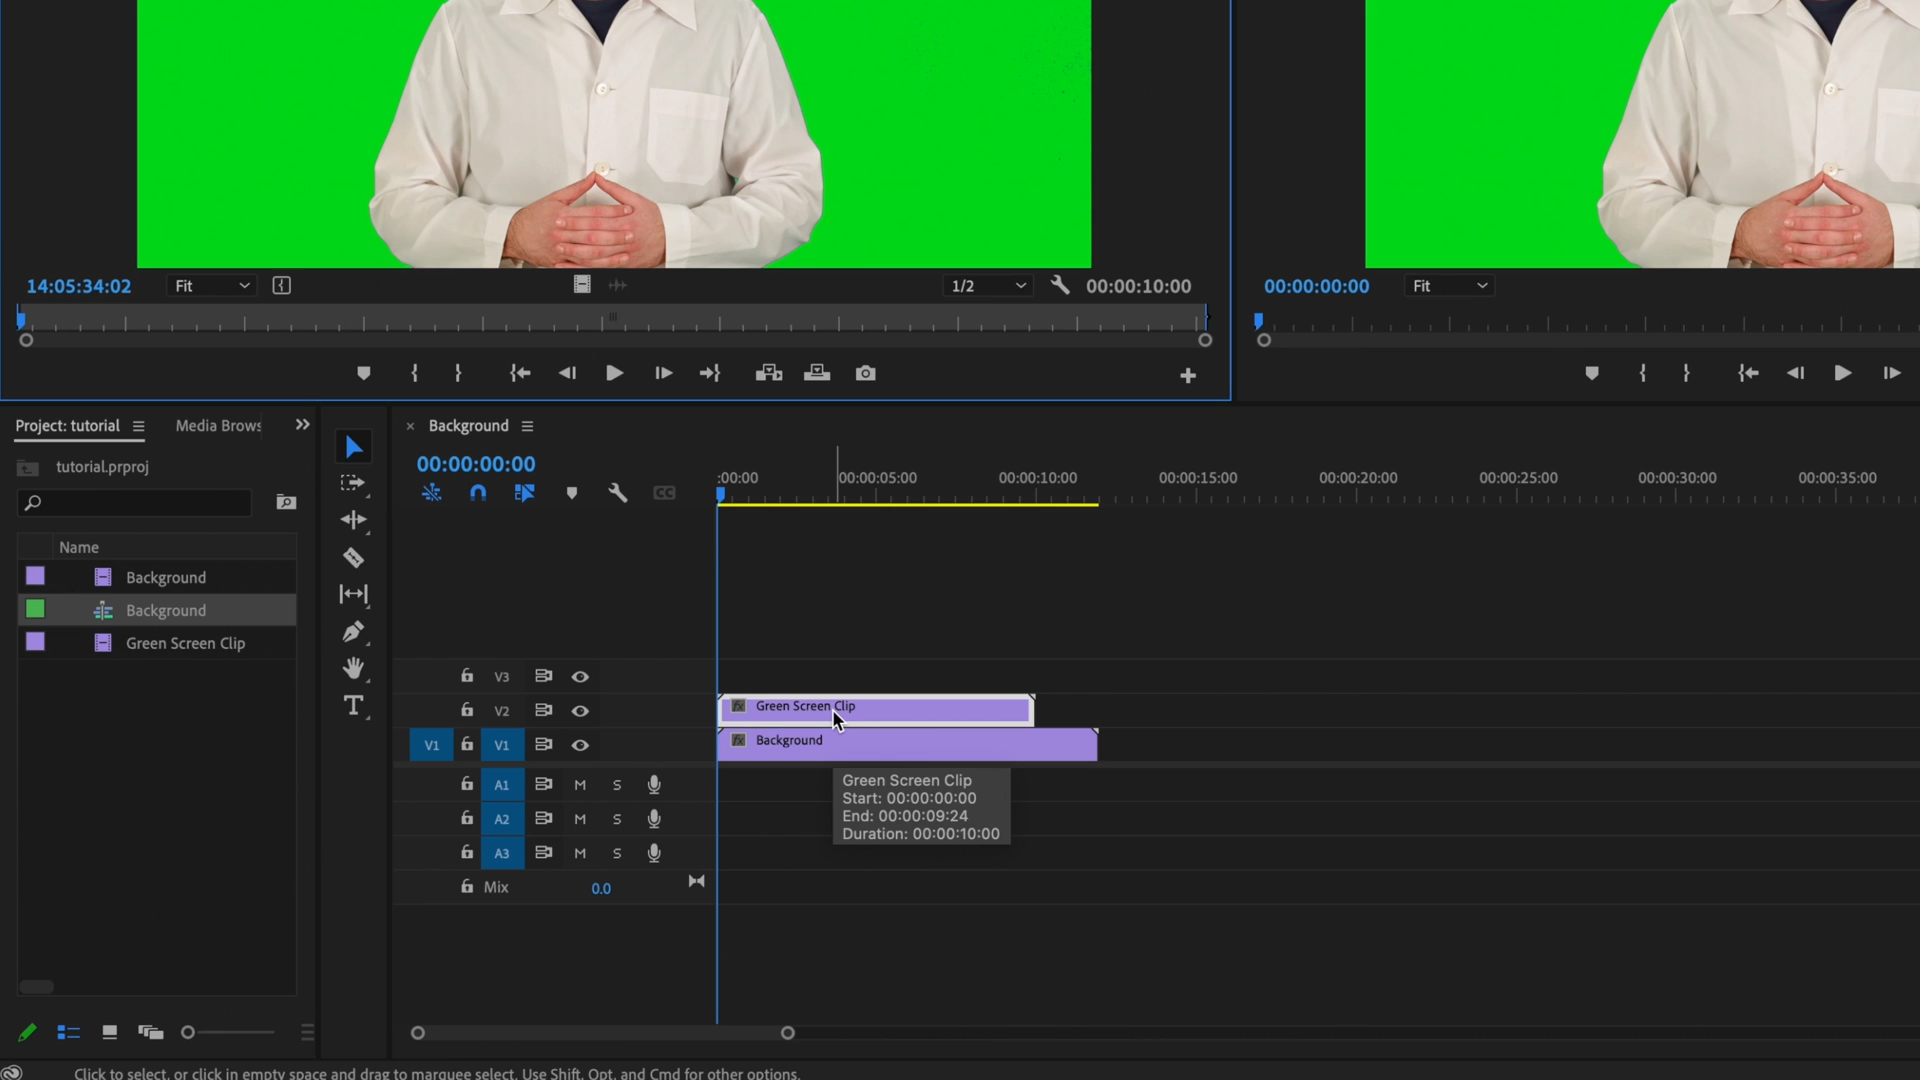 14:05:34:02
Fit
1/2
00:00:10:00
00:00:00:00
Fit
Project: tutorial
Media Brows
tutorial.prproj
Name
Background
Background
Green Screen Clip
Background
00:00:00:00
:00:00
00:00:05:00
00:00:10:00
00:00:15:00
00:00:20:00
00:00:25:00
00:00:30:00
00:00:35:00
CC
T
V3
V2
fx Green Screen Clip
V1 V1
fx Background
Green Screen Clip
Start: 00:00:00:00
End: 00:00:09:24
Duration: 00:00:10:00
A1 M S
A2 M S
A3 M S
Mix 0.0
Click to select, or click in empty space and drag to marquee select. Use Shift, Opt, and Cmd for other options.